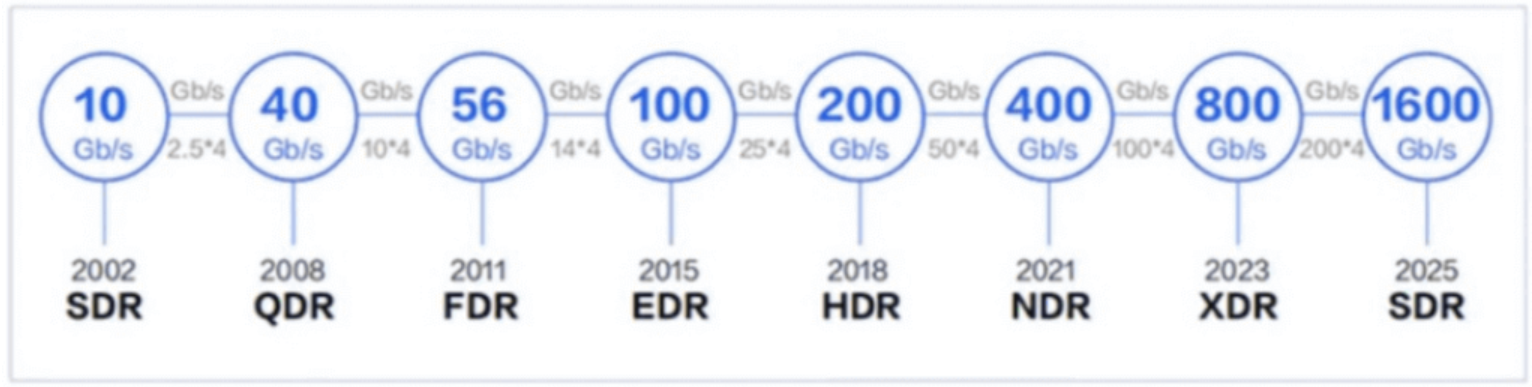 10 Gb/s 40 Gb/s 56 Gb/s 100 Gb/s 200 Gb/s 400 Gb/s 800 Gb/s 1600
Gb/s 2.5*4 Gb/s 10*4 Gb/s 14*4 Gb/s 25*4 Gb/s 50*4 Gb/s 100*4 Gb/s 200*4 Gb/s
2002 2008 2011 2015 2018 2021 2023 2025
SDR QDR FDR EDR HDR NDR XDR SDR